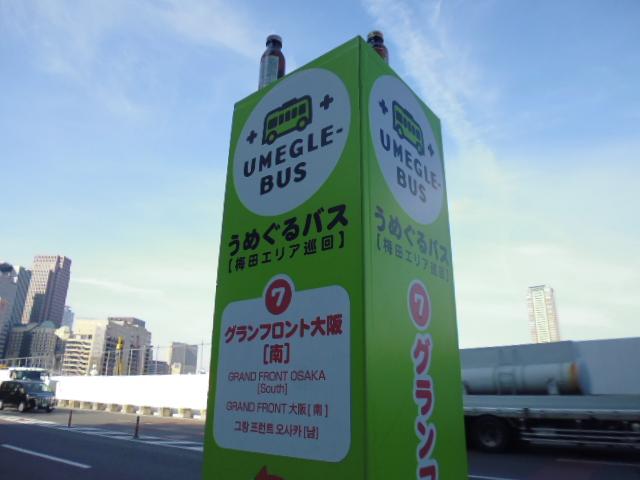 UMEGLE-
BUS
うめぐるバス
[梅田エリア巡回]
7
グランフロント大阪
[南]
GRAND FRONT OSAKA
[South]
GRAND FRONT 大阪 [南]
그랑 프런트 오사카 [남]
UMEGLE-
BUS
うめぐるバス
[梅田エリア巡回]
7
グランフ